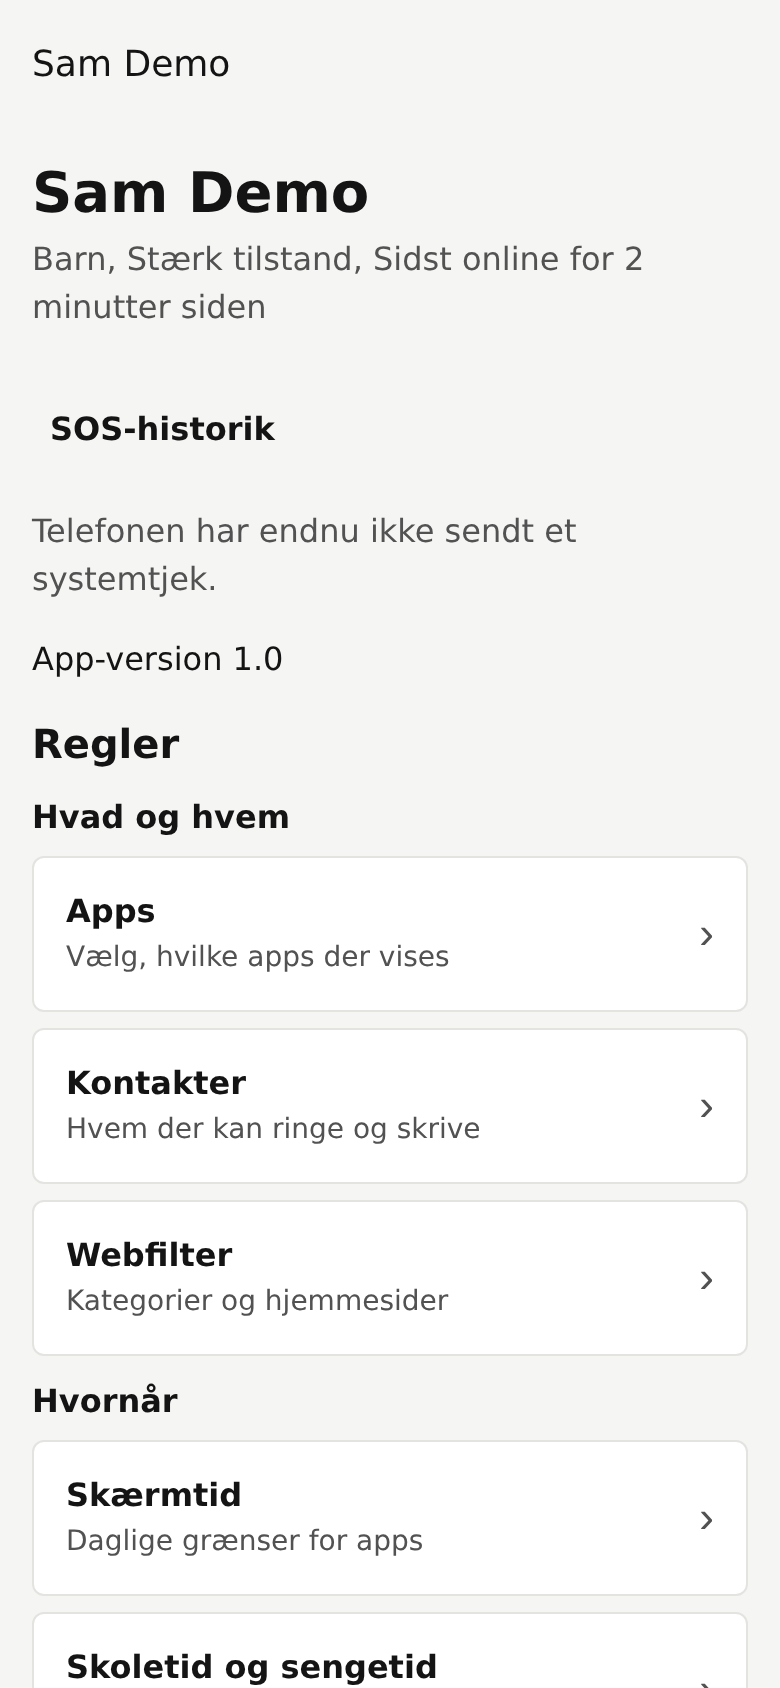 Sam Demo
Sam Demo
Barn, Stærk tilstand, Sidst online for 2
minutter siden
SOS-historik
Telefonen har endnu ikke sendt et
systemtjek.
App-version 1.0
Regler
Hvad og hvem
Apps
Vælg, hvilke apps der vises
›
Kontakter
Hvem der kan ringe og skrive
›
Webfilter
Kategorier og hjemmesider
›
Hvornår
Skærmtid
Daglige grænser for apps
›
Skoletid og sengetid